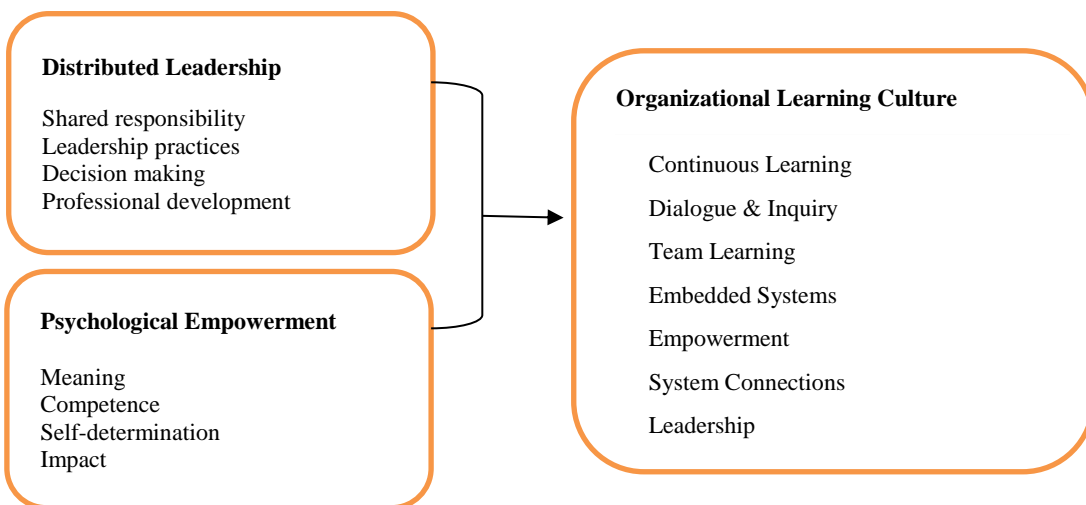 Distributed Leadership
Shared responsibility
Leadership practices
Decision making
Professional development
Psychological Empowerment
Meaning
Competence
Self-determination
Impact
Organizational Learning Culture
Continuous Learning
Dialogue & Inquiry
Team Learning
Embedded Systems
Empowerment
System Connections
Leadership